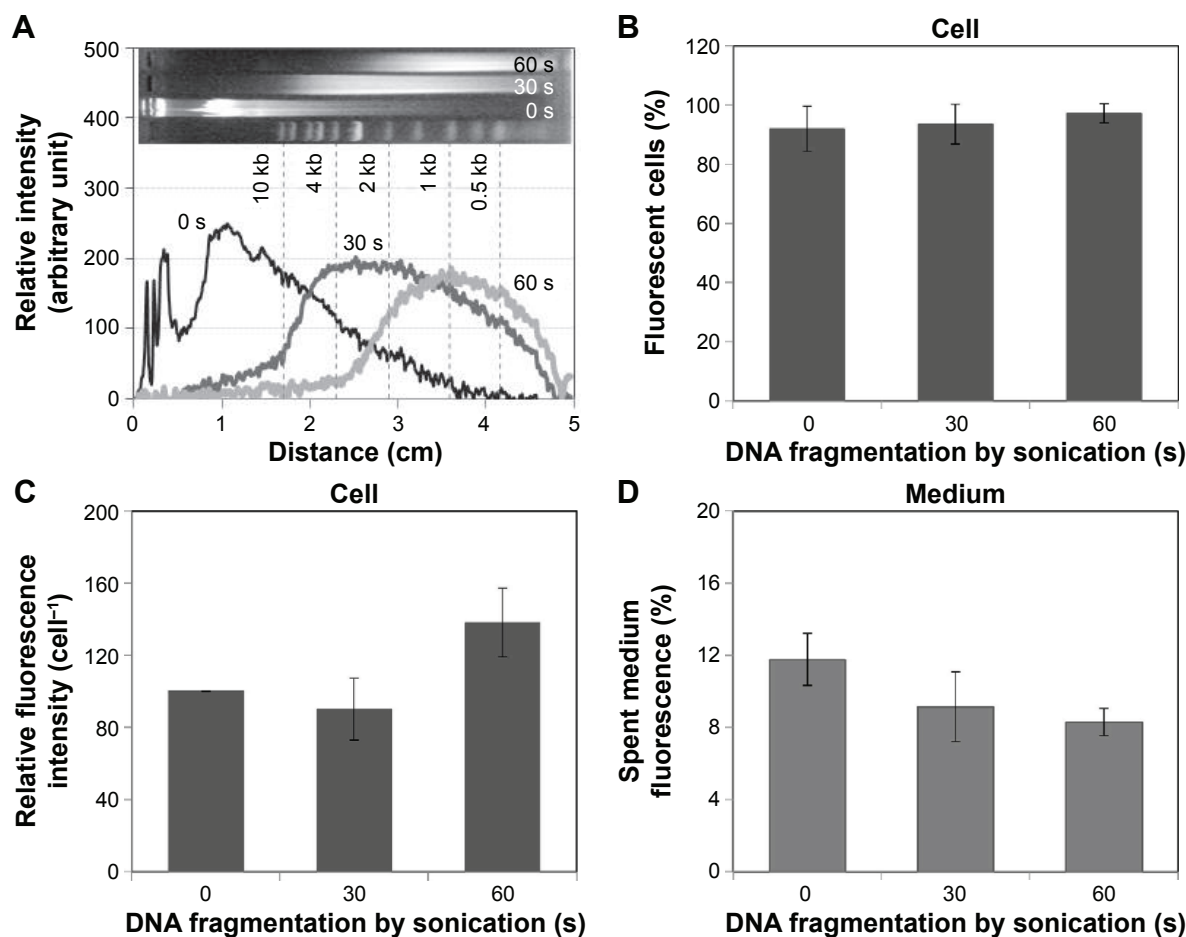 A
500
400
300
200
100
0
Relative intensity
(arbitrary unit)
60 s
30 s
0 s
10 kb
4 kb
2 kb
1 kb
0.5 kb
0 s
30 s
60 s
0 1 2 3 4 5
Distance (cm)
B
Cell
120
100
80
60
40
20
0
Fluorescent cells (%)
0 30 60
DNA fragmentation by sonication (s)
C
Cell
200
160
120
80
40
0
Relative fluorescence
intensity (cell⁻¹)
0 30 60
DNA fragmentation by sonication (s)
D
Medium
20
16
12
8
4
0
Spent medium
fluorescence (%)
0 30 60
DNA fragmentation by sonication (s)